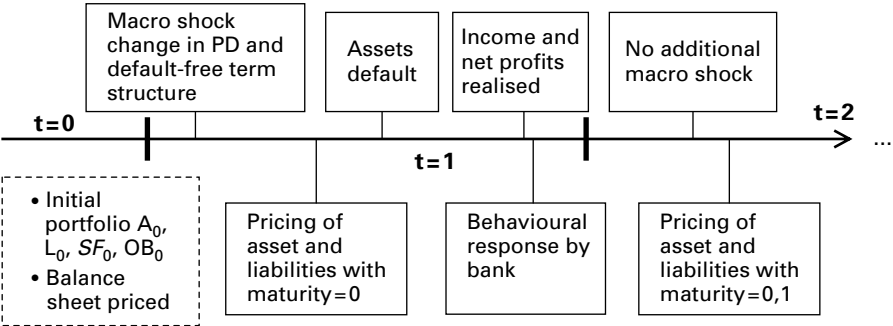 Macro shock
change in PD and
default-free term
structure
Assets
default
Income and
net profits
realised
No additional
macro shock
t=0
t=1
t=2
...
• Initial
portfolio A₀,
L₀, SF₀, OB₀
• Balance
sheet priced
Pricing of
asset and
liabilities with
maturity=0
Behavioural
response by
bank
Pricing of
asset and
liabilities with
maturity=0,1